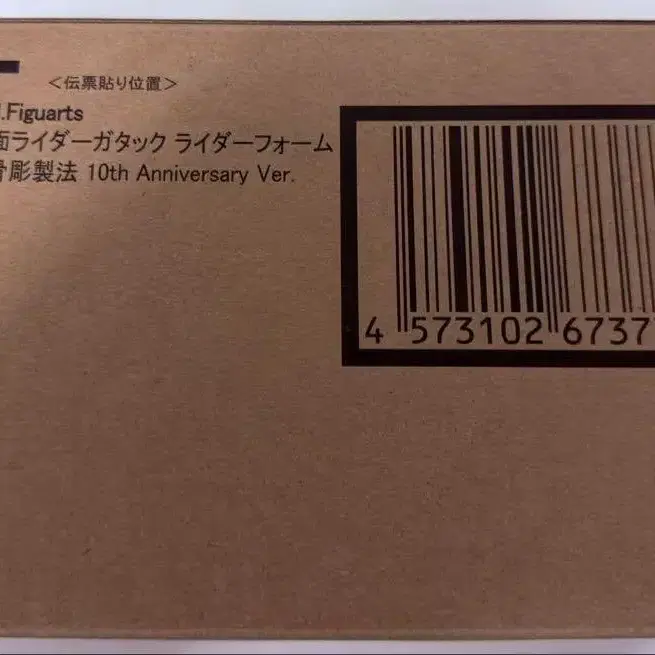 ＜伝票貼り位置＞
.Figuarts
面ライダーガタック ライダーフォーム
骨彫製法 10th Anniversary Ver.
4 573102 6737